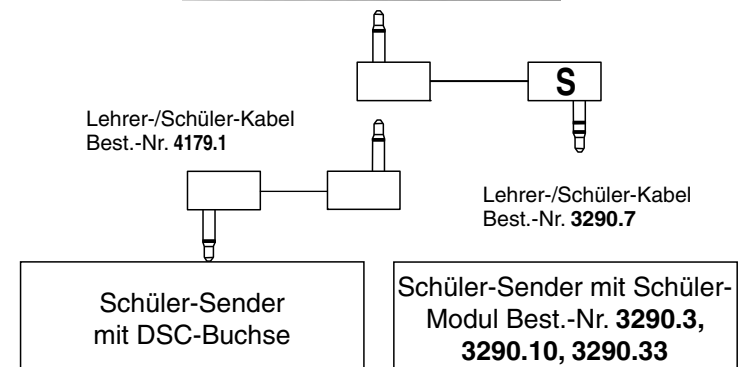 S
Lehrer-/Schüler-Kabel
Best.-Nr. 4179.1
Lehrer-/Schüler-Kabel
Best.-Nr. 3290.7
Schüler-Sender
mit DSC-Buchse
Schüler-Sender mit Schüler-
Modul Best.-Nr. 3290.3,
3290.10, 3290.33